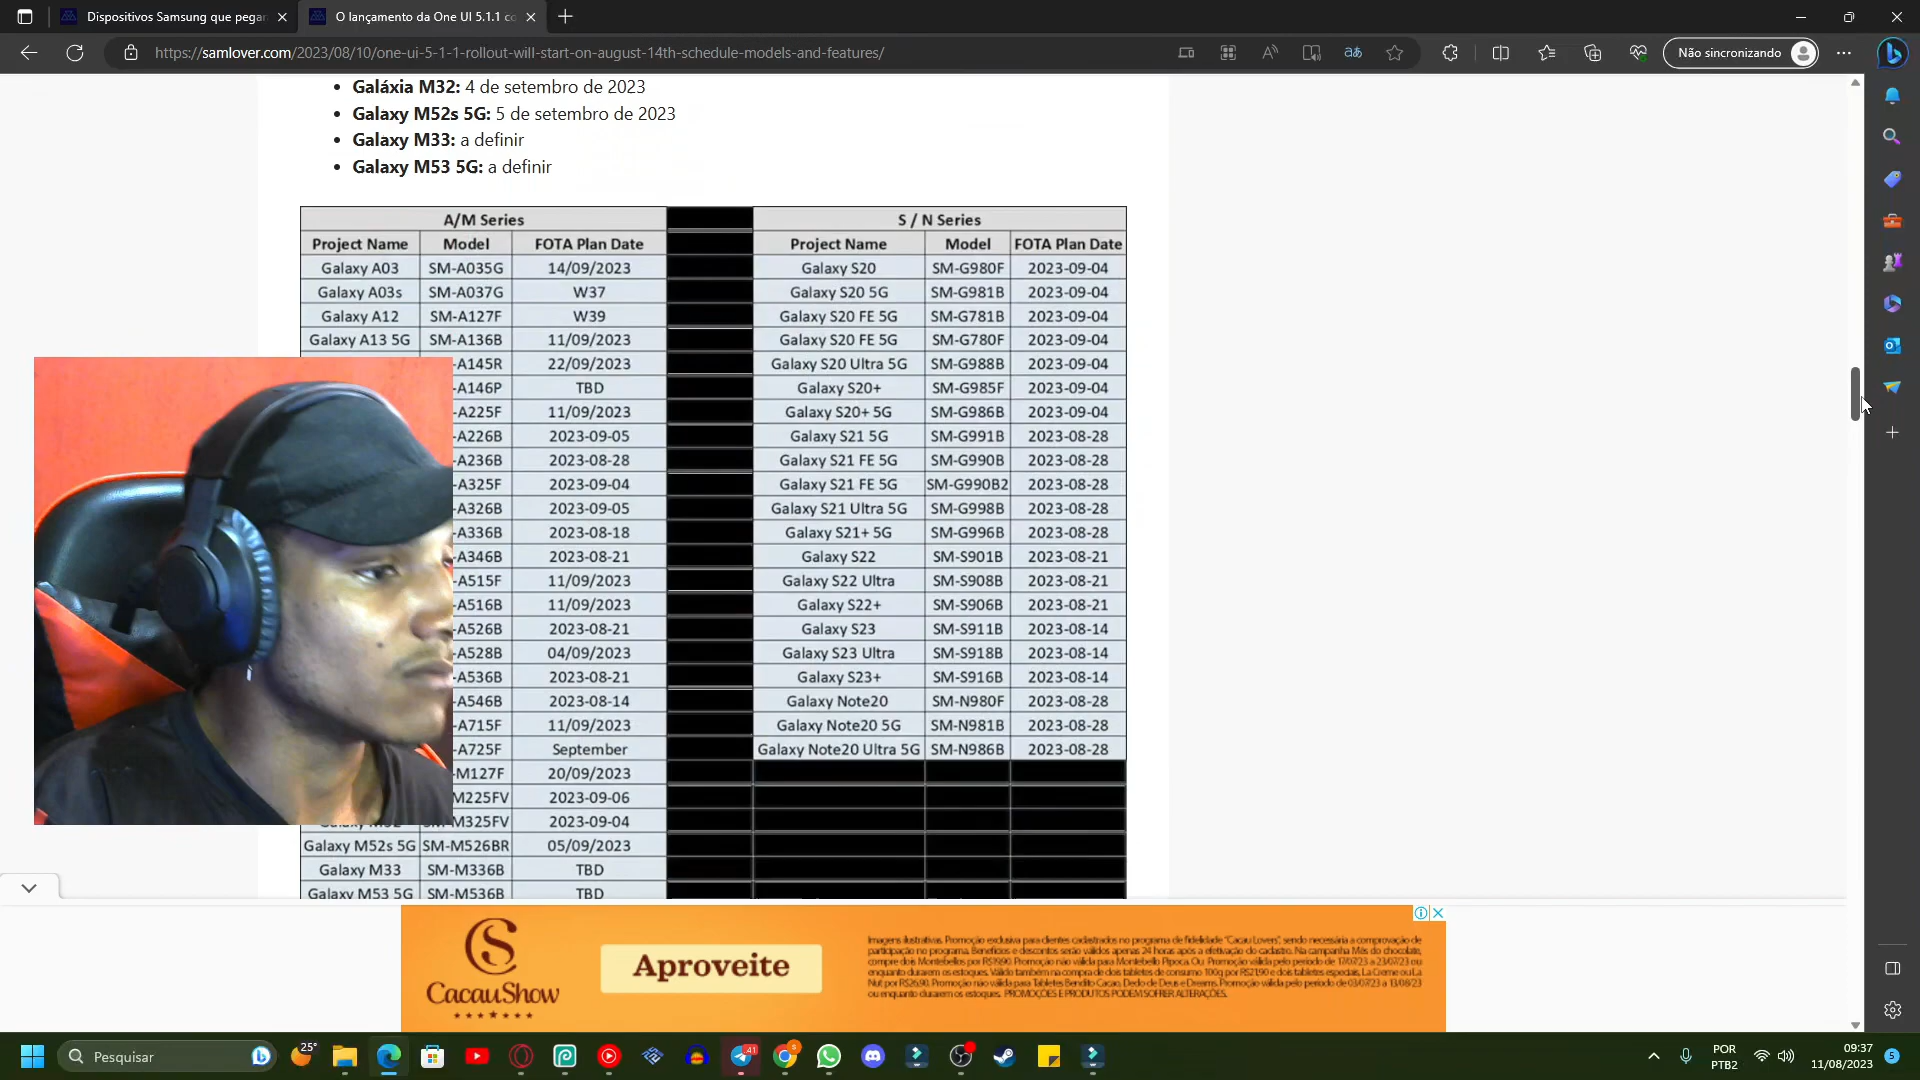 Dispositivos Samsung que pegar
O lançamento da One UI 5.1.1 co
https://samlover.com/2023/08/10/one-ui-5-1-1-rollout-will-start-on-august-14th-schedule-models-and-features/
Não sincronizando
Galáxia M32: 4 de setembro de 2023
Galaxy M52s 5G: 5 de setembro de 2023
Galaxy M33: a definir
Galaxy M53 5G: a definir
A/M Series S / N Series
Project Name Model FOTA Plan Date Project Name Model FOTA Plan Date
Galaxy A03 SM-A035G 14/09/2023 Galaxy S20 SM-G980F 2023-09-04
Galaxy A03s SM-A037G W37 Galaxy S20 5G SM-G981B 2023-09-04
Galaxy A12 SM-A127F W39 Galaxy S20 FE 5G SM-G781B 2023-09-04
Galaxy A13 5G SM-A136B 11/09/2023 Galaxy S20 FE 5G SM-G780F 2023-09-04
-A145R 22/09/2023 Galaxy S20 Ultra 5G SM-G988B 2023-09-04
-A146P TBD Galaxy S20+ SM-G985F 2023-09-04
-A225F 11/09/2023 Galaxy S20+ 5G SM-G986B 2023-09-04
-A226B 2023-09-05 Galaxy S21 5G SM-G991B 2023-08-28
-A236B 2023-08-28 Galaxy S21 FE 5G SM-G990B 2023-08-28
-A325F 2023-09-04 Galaxy S21 FE 5G SM-G990B2 2023-08-28
-A326B 2023-09-05 Galaxy S21 Ultra 5G SM-G998B 2023-08-28
-A336B 2023-08-18 Galaxy S21+ 5G SM-G996B 2023-08-28
-A346B 2023-08-21 Galaxy S22 SM-S901B 2023-08-21
-A515F 11/09/2023 Galaxy S22 Ultra SM-S908B 2023-08-21
-A516B 11/09/2023 Galaxy S22+ SM-S906B 2023-08-21
-A526B 2023-08-21 Galaxy S23 SM-S911B 2023-08-14
-A528B 04/09/2023 Galaxy S23 Ultra SM-S918B 2023-08-14
-A536B 2023-08-21 Galaxy S23+ SM-S916B 2023-08-14
-A546B 2023-08-14 Galaxy Note20 SM-N980F 2023-08-28
-A715F 11/09/2023 Galaxy Note20 5G SM-N981B 2023-08-28
-A725F September Galaxy Note20 Ultra 5G SM-N986B 2023-08-28
-M127F 20/09/2023
M225FV 2023-09-06
M325FV 2023-09-04
Galaxy M52s 5G SM-M526BR 05/09/2023
Galaxy M33 SM-M336B TBD
Galaxy M53 5G SM-M536B TBD
CacauShow
Aproveite
Pesquisar
25°
41
POR
PTB2
09:37
11/08/2023
5